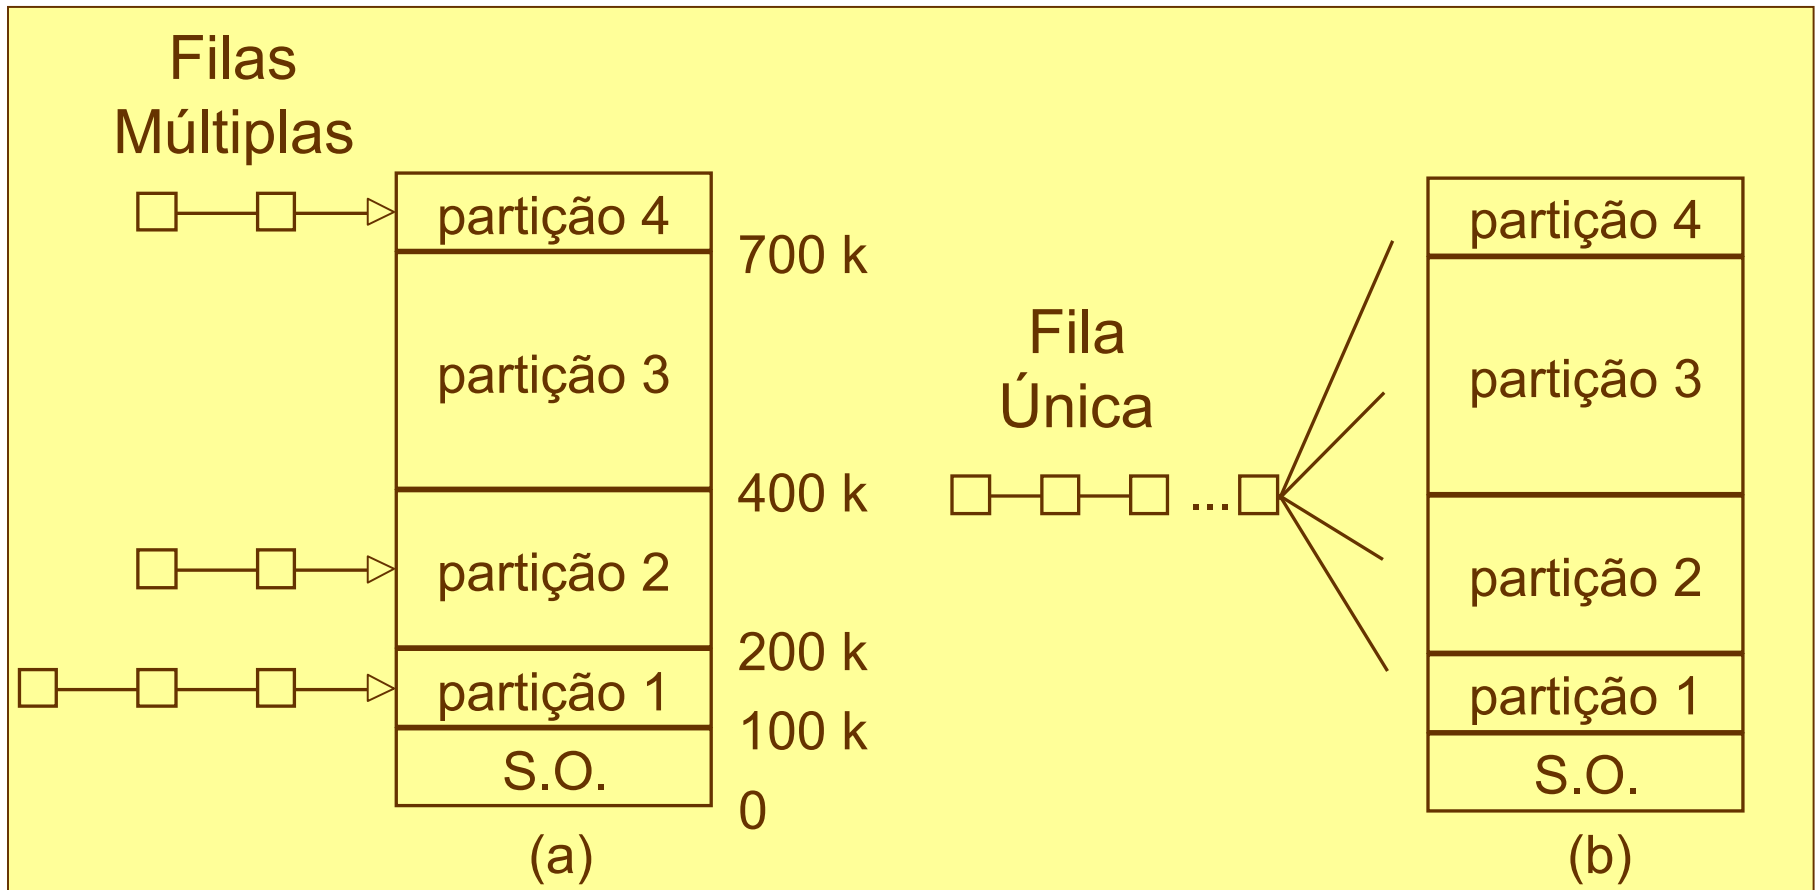 Filas
Múltiplas
partição 4
700 k
partição 3
400 k
partição 2
200 k
partição 1
100 k
S.O.
0
(a)
Fila
Única
...
partição 4
partição 3
partição 2
partição 1
S.O.
(b)